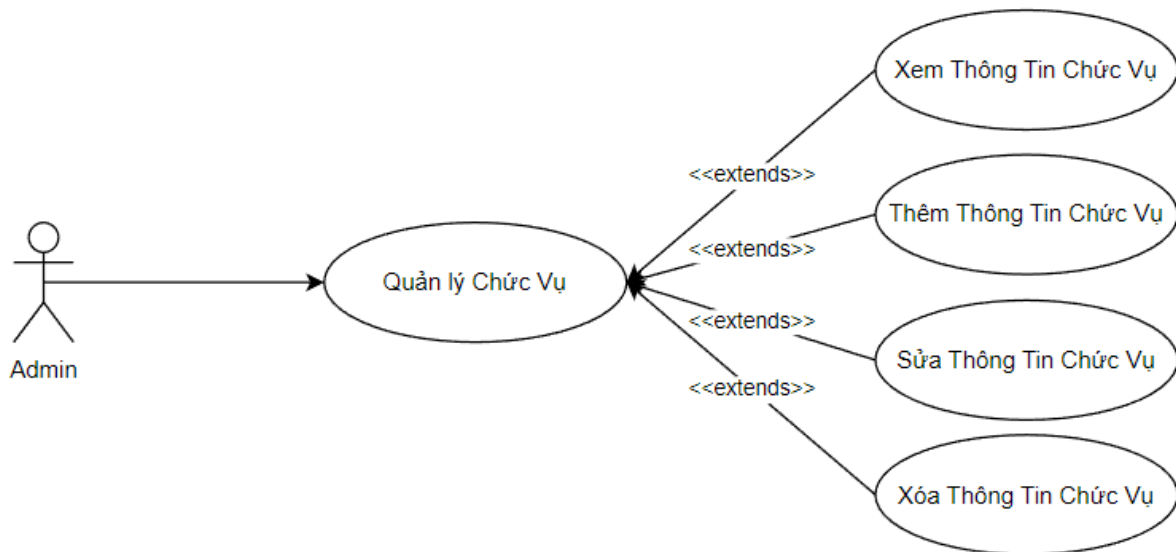 Xem Thông Tin Chức Vụ
<<extends>>
Thêm Thông Tin Chức Vụ
<<extends>>
Quản lý Chức Vụ
<<extends>>
Sửa Thông Tin Chức Vụ
Admin
<<extends>>
Xóa Thông Tin Chức Vụ